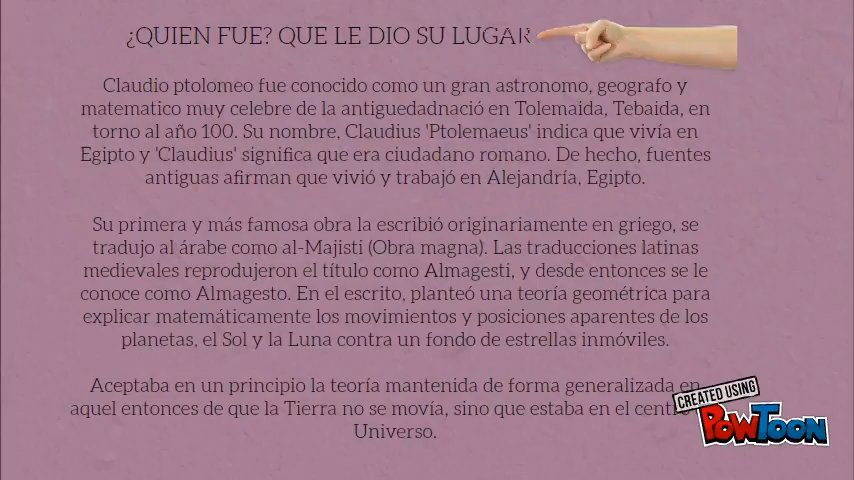 ¿QUIEN FUE? QUE LE DIO SU LUGAR
Claudio ptolomeo fue conocido como un gran astronomo, geografo y
matematico muy celebre de la antiguedadnació en Tolemaida, Tebaida, en
torno al año 100. Su nombre, Claudius 'Ptolemaeus' indica que vivía en
Egipto y 'Claudius' significa que era ciudadano romano. De hecho, fuentes
antiguas afirman que vivió y trabajó en Alejandría, Egipto.
Su primera y más famosa obra la escribió originariamente en griego, se
tradujo al árabe como al-Majisti (Obra magna). Las traducciones latinas
medievales reprodujeron el título como Almagesti, y desde entonces se le
conoce como Almagesto. En el escrito, planteó una teoría geométrica para
explicar matemáticamente los movimientos y posiciones aparentes de los
planetas, el Sol y la Luna contra un fondo de estrellas inmóviles.
Aceptaba en un principio la teoría mantenida de forma generalizada en
aquel entonces de que la Tierra no se movía, sino que estaba en el
Universo.
CREATED USING
POWTOON